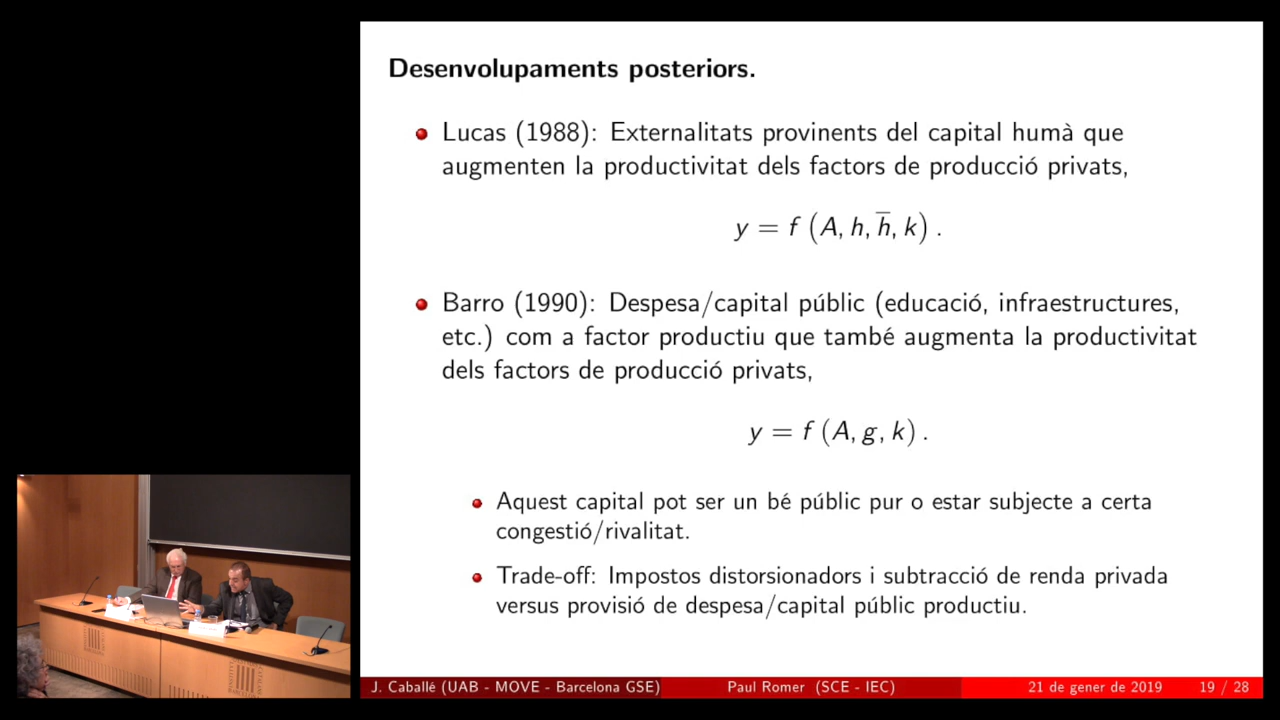 Desenvolupaments posteriors.
Lucas (1988): Externalitats provinents del capital humà que
augmenten la productivitat dels factors de producció privats,
y = f (A, h, h̅, k) .
Barro (1990): Despesa/capital públic (educació, infraestructures,
etc.) com a factor productiu que també augmenta la productivitat
dels factors de producció privats,
y = f (A, g, k) .
Aquest capital pot ser un bé públic pur o estar subjecte a certa
congestió/rivalitat.
Trade-off: Impostos distorsionadors i subtracció de renda privada
versus provisió de despesa/capital públic productiu.
J. Caballé (UAB - MOVE - Barcelona GSE) Paul Romer (SCE - IEC) 21 de gener de 2019 19 / 28